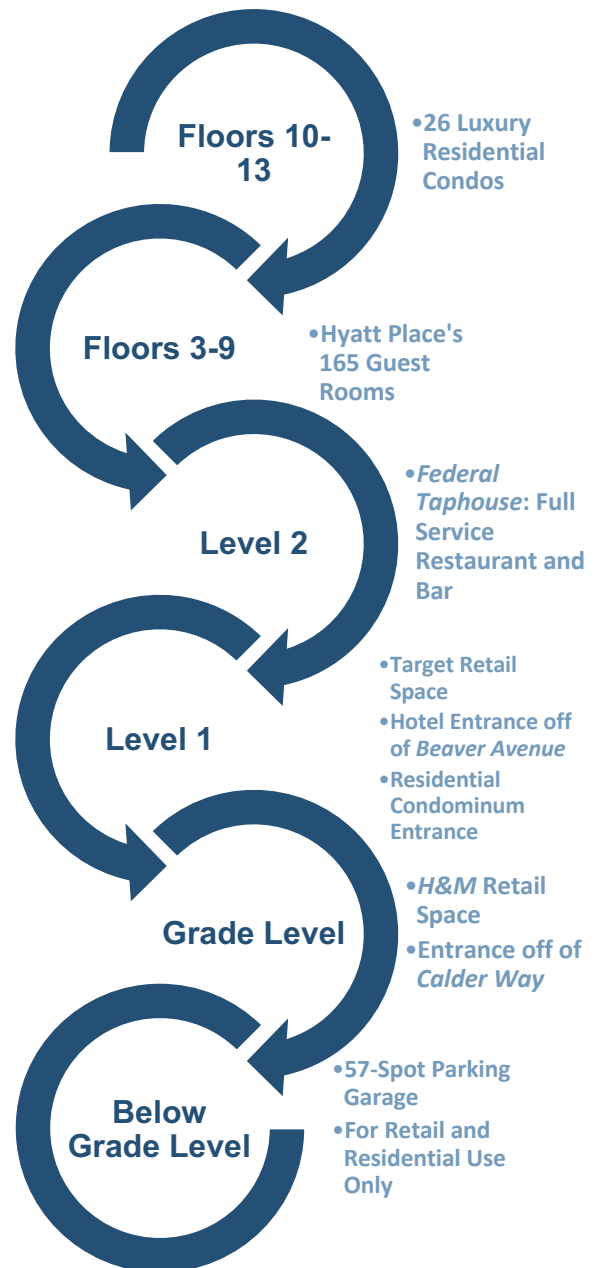 Floors 10-
13
•26 Luxury
Residential
Condos
Floors 3-9
•Hyatt Place's
165 Guest
Rooms
Level 2
•Federal
Taphouse: Full
Service
Restaurant and
Bar
Level 1
•Target Retail
Space
•Hotel Entrance off
of Beaver Avenue
•Residential
Condominum
Entrance
Grade Level
•H&M Retail
Space
•Entrance off of
Calder Way
Below
Grade Level
•57-Spot Parking
Garage
•For Retail and
Residential Use
Only